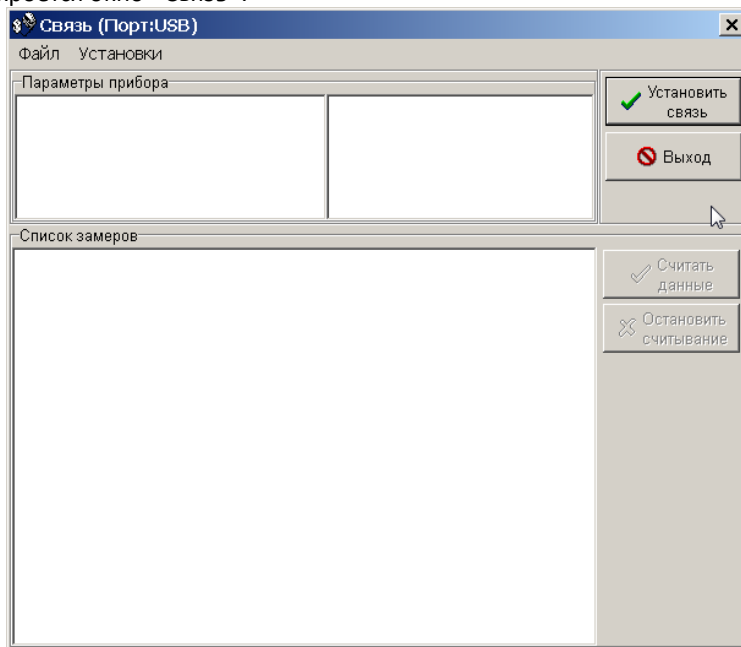 Связь (Порт:USB)
Файл Установки
Параметры прибора
Установить
связь
Выход
Список замеров
Считать
данные
Остановить
считывание